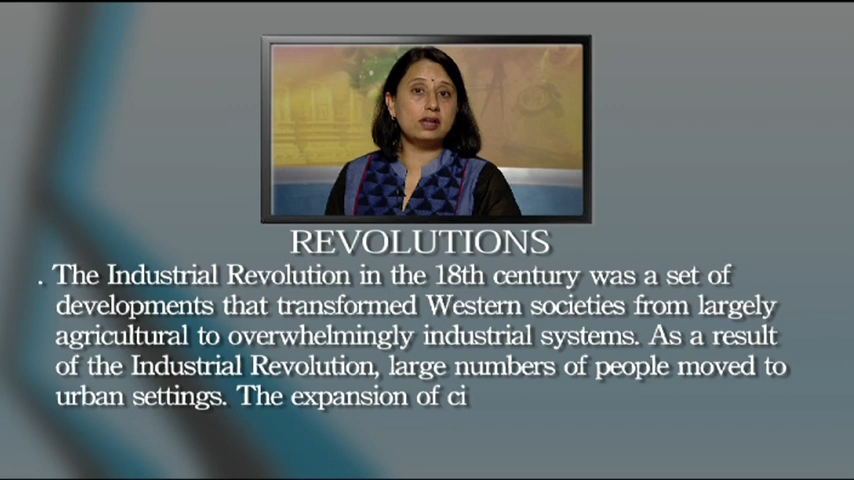 REVOLUTIONS
. The Industrial Revolution in the 18th century was a set of
developments that transformed Western societies from largely
agricultural to overwhelmingly industrial systems. As a result
of the Industrial Revolution, large numbers of people moved to
urban settings. The expansion of ci